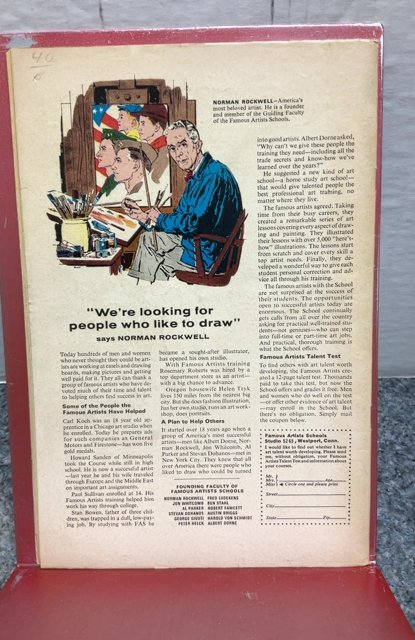 40
NORMAN ROCKWELL—America's
most beloved artist. He is a founder
and member of the Guiding Faculty
of the Famous Artists Schools.
"We're looking for
people who like to draw"
says NORMAN ROCKWELL
Today hundreds of men and women
who never thought they could be art-
ists are working at easels and drawing
boards, making pictures and getting
well paid for it. They all can thank a
group of famous artists who have de-
voted much of their time and talent
to helping others find success in art.
Some of the People the
Famous Artists Have Helped
Carl Koch was an 18 year old ap-
prentice in a Chicago art studio when
he enrolled. Today he prepares ads
for such companies as General
Motors and Firestone—has won five
gold medals.
Howard Sanden of Minneapolis
took the Course while still in high
school. He is now a successful artist
—last year he and his wife traveled
through Europe and the Middle East
on important art assignments.
Paul Sullivan enrolled at 14. His
Famous Artists training helped him
work his way through college.
Stan Bowen, father of three chil-
dren, was trapped in a dull, low-pay-
ing job. By studying with FAS he
became a sought-after illustrator,
has opened his own studio.
With Famous Artists training
Rosemary Roberts was hired by a
top department store as an artist—
with a big chance to advance.
Oregon housewife Helen Tryk
lives 150 miles from the nearest big
city. But she does fashion illustration,
has her own studio, runs an art work-
shop, does portraits.
A Plan to Help Others
It started over 18 years ago when a
group of America's most successful
artists—men like Albert Dorne, Nor-
man Rockwell, Jon Whitcomb, Al
Parker and Stevan Dohanos—met in
New York City. They knew that all
over America there were people who
liked to draw who could be turned
FOUNDING FACULTY OF
FAMOUS ARTISTS SCHOOLS
NORMAN ROCKWELL FRED LUDEKENS
JON WHITCOMB BEN STAHL
AL PARKER ROBERT FAWCETT
STEVAN DOHANOS AUSTIN BRIGGS
GEORGE GIUSTI HAROLD VON SCHMIDT
PETER HELCK ALBERT DORNE
into good artists. Albert Dorne asked,
"Why can't we give these people the
training they need—including all the
trade secrets and know-how we've
learned over the years?"
He suggested a new kind of art
school—a home study art school—
that would give talented people the
best professional art training, no
matter where they live.
The famous artists agreed. Taking
time from their busy careers, they
created a remarkable series of art
lessons covering every aspect of draw-
ing and painting. They illustrated
their lessons with over 5,000 "here's-
how" illustrations. The lessons start
from scratch and cover every skill a
top artist needs. Finally, they de-
veloped a wonderful way to give each
student personal correction and ad-
vice all through his training.
The famous artists with the School
are not surprised at the success of
their students. The opportunities
open to successful artists today are
enormous. The School continually
gets calls from all over the country
asking for practical well-trained stu-
dents—not geniuses—who can step
into full-time or part-time art jobs.
And practical, thorough training is
what the School offers.
Famous Artists Talent Test
To find others with art talent worth
developing, the Famous Artists cre-
ated a 12-page talent test. Thousands
paid to take this test, but now the
School offers and grades it free. Men
and women who do well on the test
—or offer other evidence of art talent
—may enroll in the School. But
there's no obligation. Simply mail
the coupon below.
Famous Artists Schools
Studio 5245, Westport, Conn.
I want to find out whether I have
art talent worth developing. Please send
me, without obligation, your Famous
Artists Talent Test and information about
your courses.
Mr.
Mrs. Age
Miss Circle one and please print
Street
City
State Zip